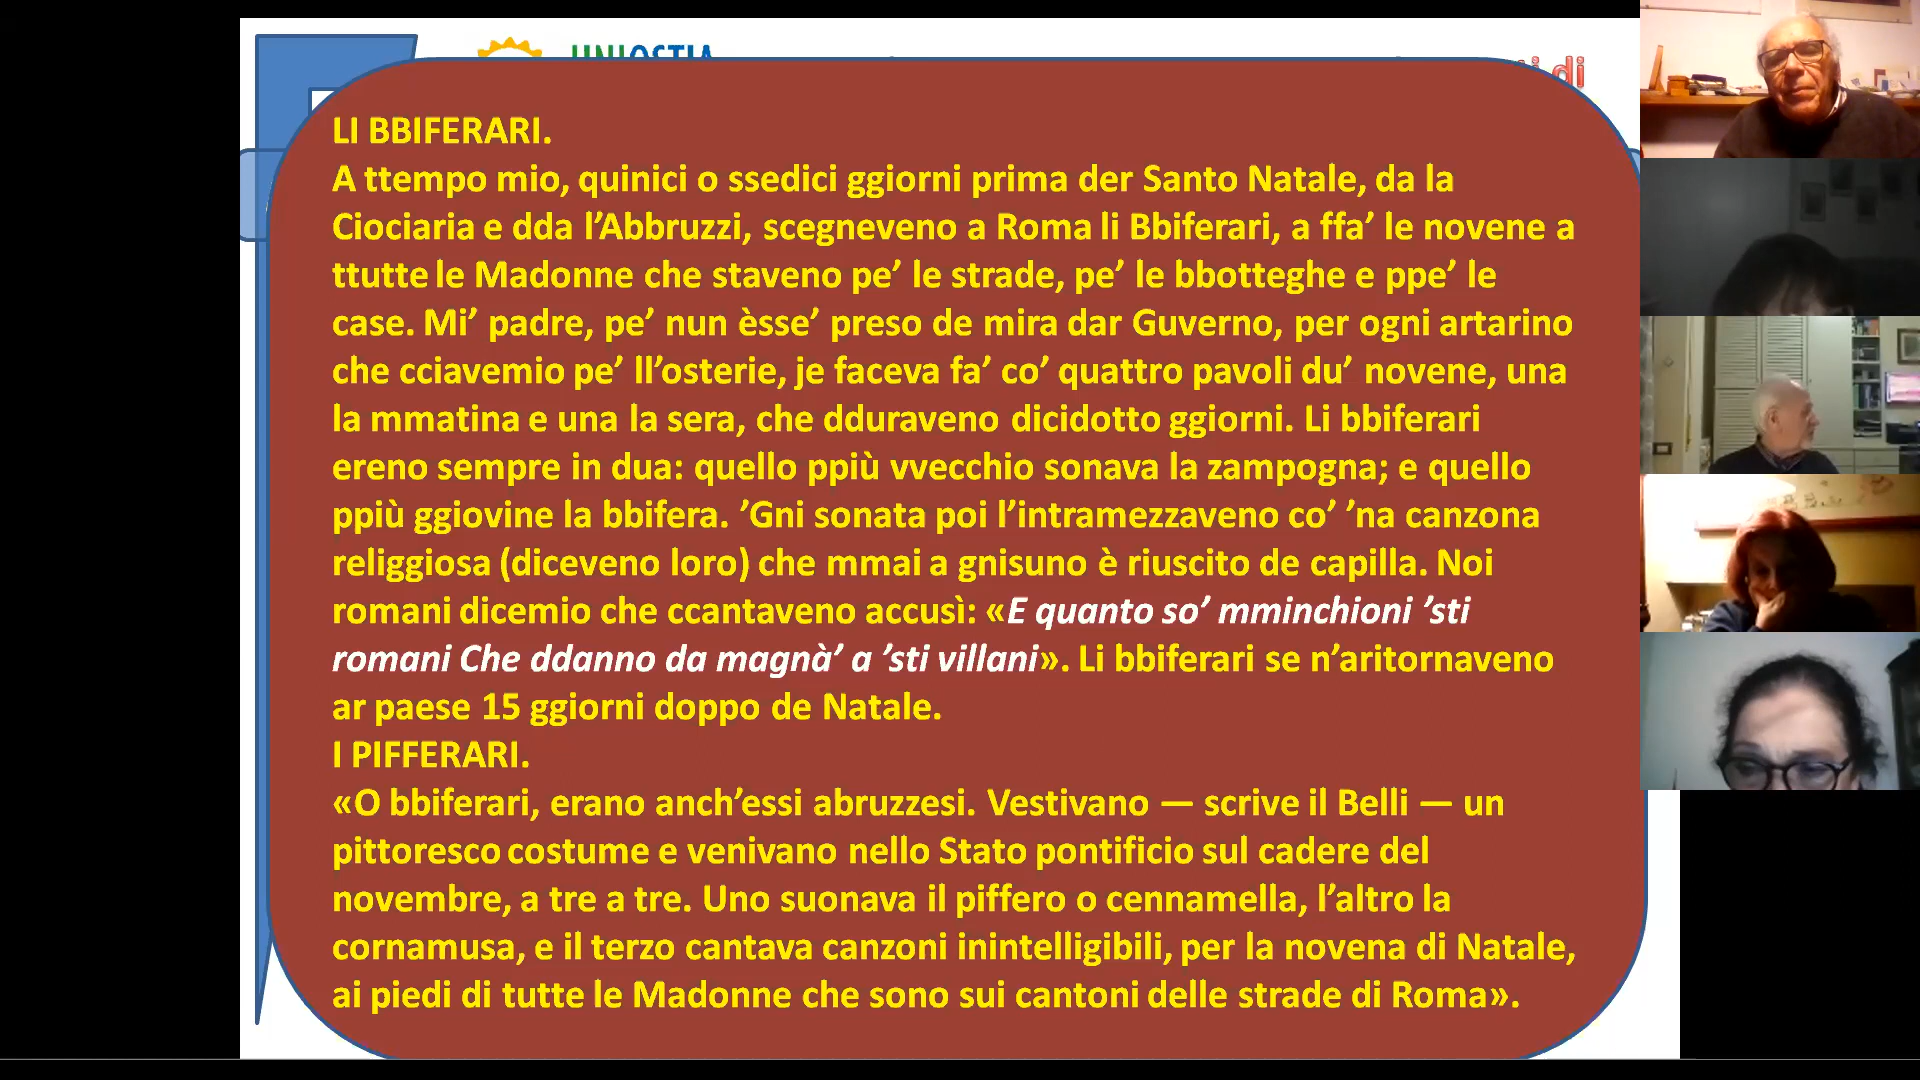 UNIOSTIA
di
LI BBIFERARI.
A ttempo mio, quinici o ssedici ggiorni prima der Santo Natale, da la
Ciociaria e dda l’Abbruzzi, scegneveno a Roma li Bbiferari, a ffa’ le novene a
ttutte le Madonne che staveno pe’ le strade, pe’ le bbotteghe e ppe’ le
case. Mi’ padre, pe’ nun èsse’ preso de mira dar Guverno, per ogni artarino
che cciavemio pe’ ll’osterie, je faceva fa’ co’ quattro pavoli du’ novene, una
la mmatina e una la sera, che dduraveno dicidotto ggiorni. Li bbiferari
ereno sempre in dua: quello ppiù vvecchio sonava la zampogna; e quello
ppiù ggiovine la bbifera. ’Gni sonata poi l’intramezzaveno co’ ’na canzona
religgiosa (diceveno loro) che mmai a gnisuno è riuscito de capilla. Noi
romani dicemio che ccantaveno accusì: «E quanto so’ mminchioni ’sti
romani Che ddanno da magnà’ a ’sti villani». Li bbiferari se n’aritornaveno
ar paese 15 ggiorni doppo de Natale.
I PIFFERARI.
«O bbiferari, erano anch’essi abruzzesi. Vestivano — scrive il Belli — un
pittoresco costume e venivano nello Stato pontificio sul cadere del
novembre, a tre a tre. Uno suonava il piffero o cennamella, l’altro la
cornamusa, e il terzo cantava canzoni inintelligibili, per la novena di Natale,
ai piedi di tutte le Madonne che sono sui cantoni delle strade di Roma».